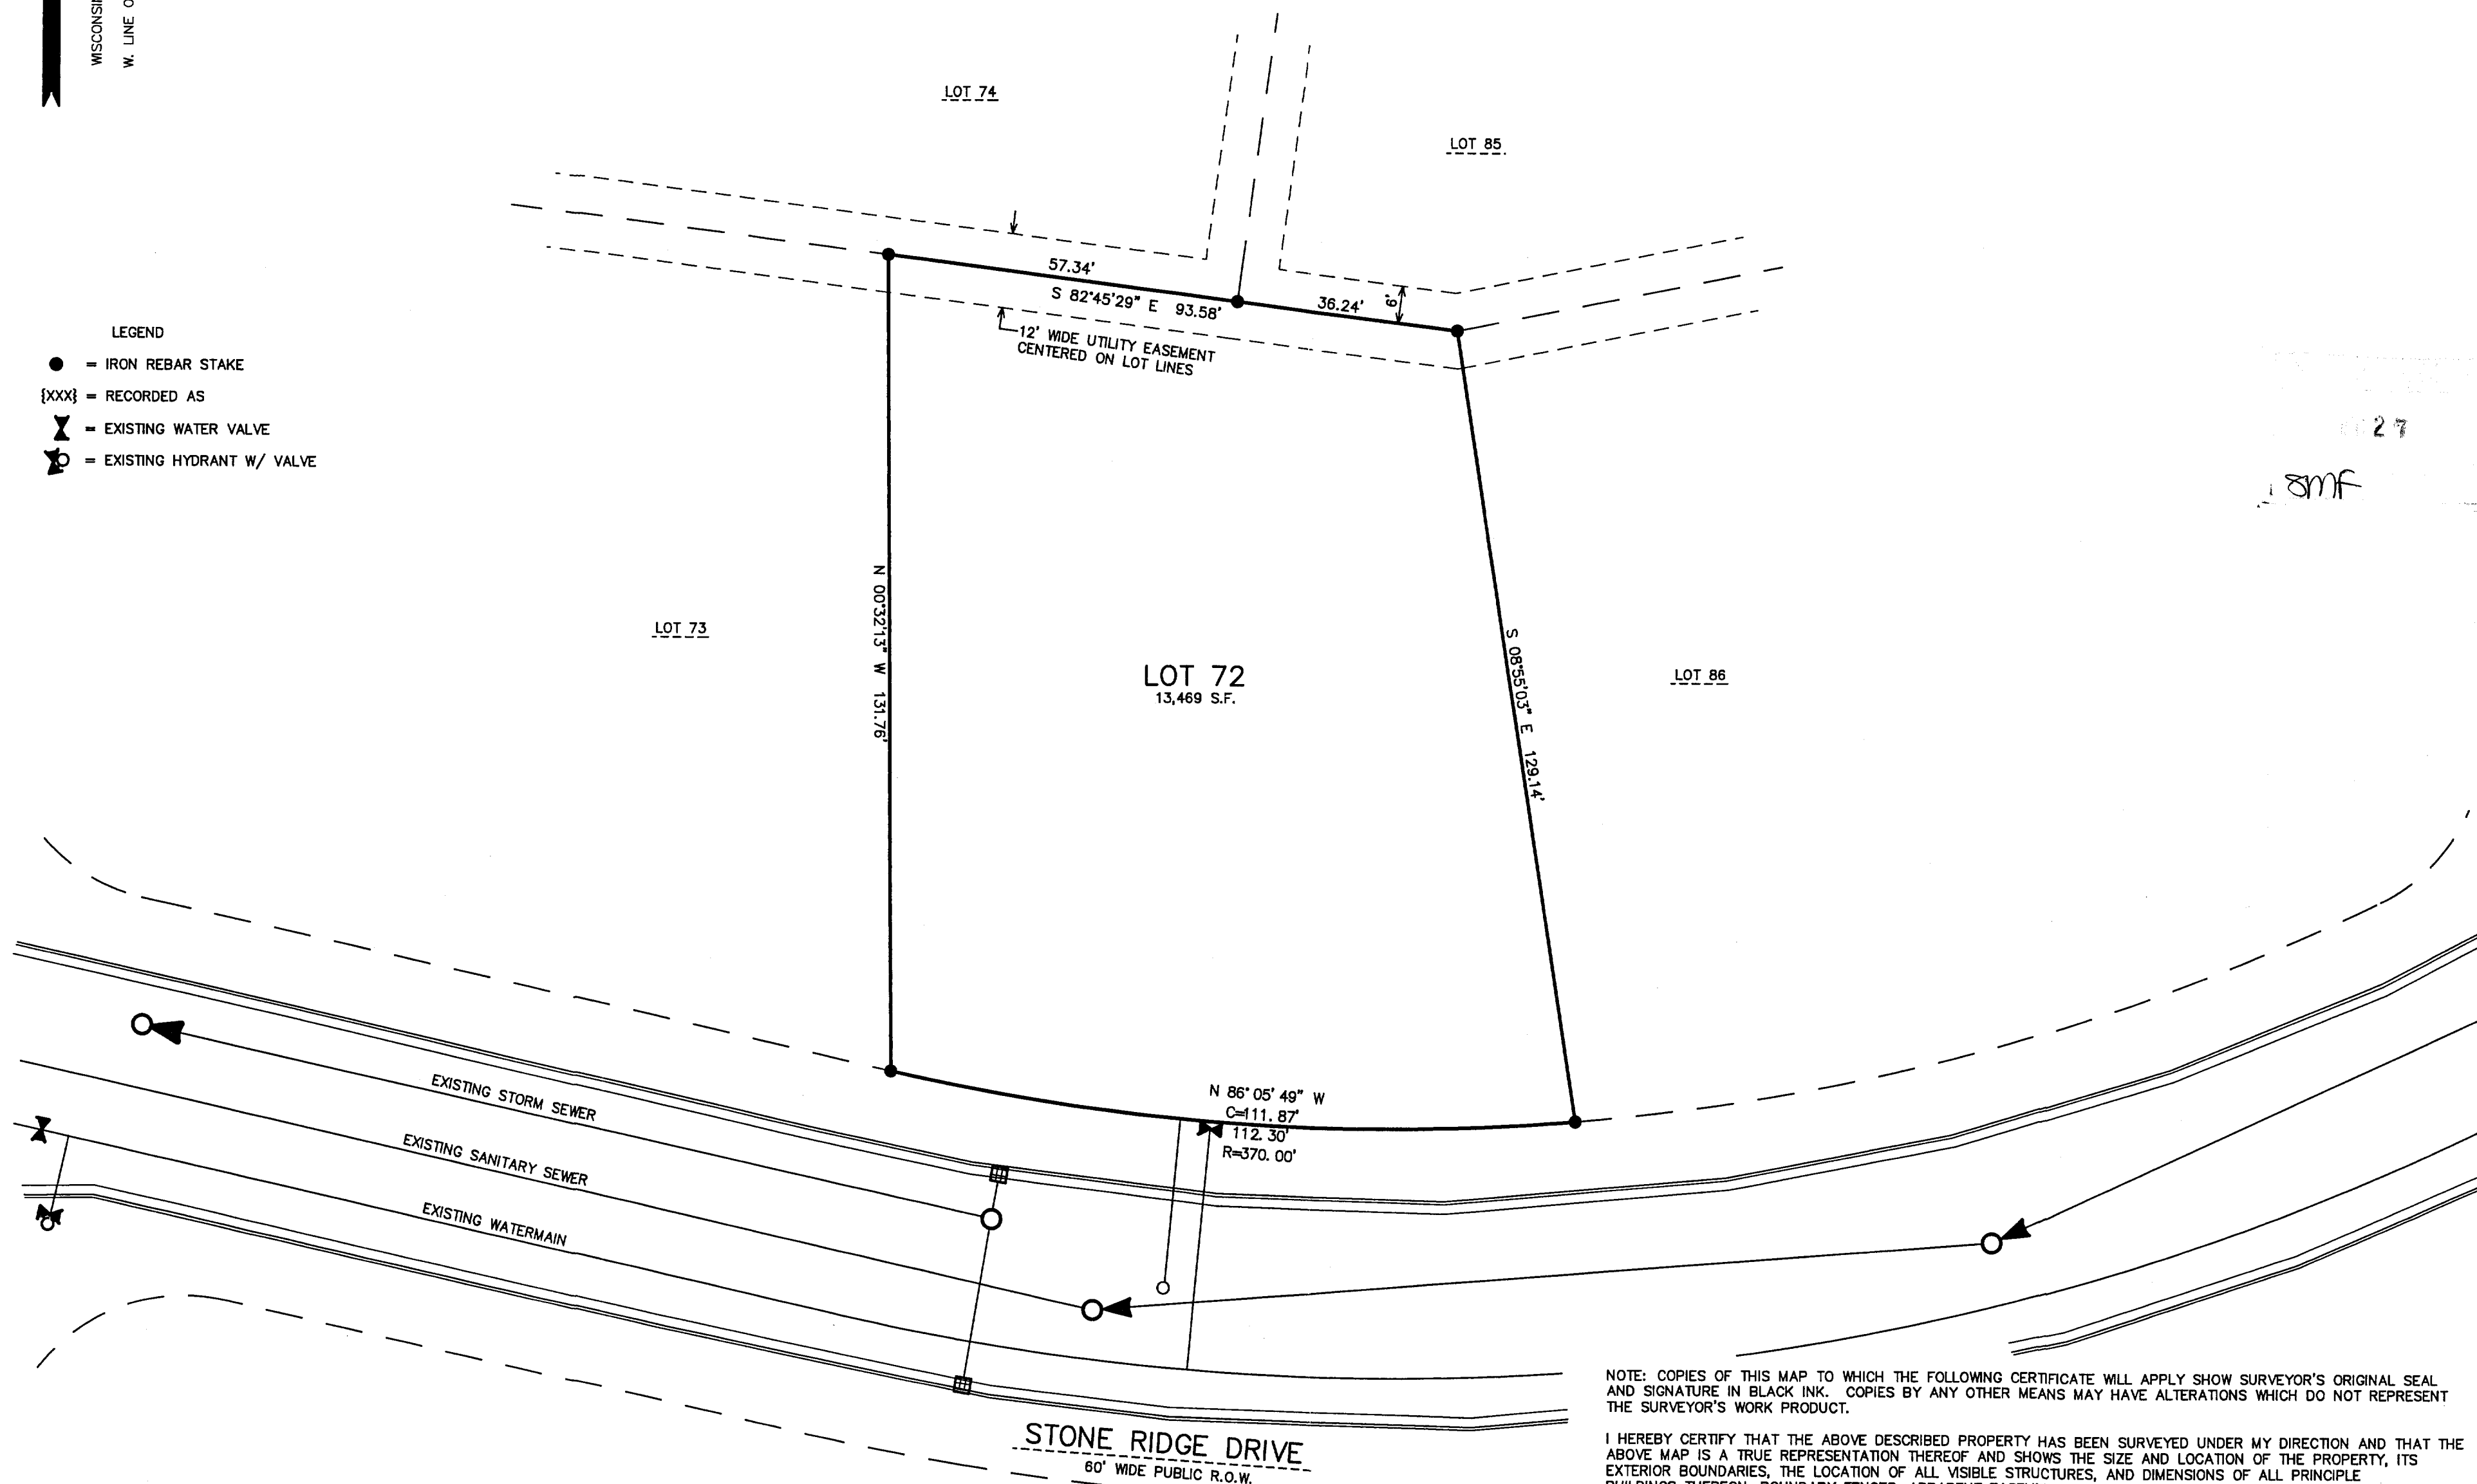 WISCONSI
W. LINE O
LOT 74
LOT 85
57.34'
S 82°45'29" E 93.58'
36.24'
6'
12' WIDE UTILITY EASEMENT
CENTERED ON LOT LINES
LEGEND
= IRON REBAR STAKE
{XXX} = RECORDED AS
= EXISTING WATER VALVE
= EXISTING HYDRANT W/ VALVE
27
SMF
N 00°32'13" W 131.76'
LOT 73
LOT 72
13,469 S.F.
S 08°55'03" E 129.14'
LOT 86
N 86° 05' 49" W
C=111.87'
112.30'
R=370.00'
EXISTING STORM SEWER
EXISTING SANITARY SEWER
EXISTING WATERMAIN
STONE RIDGE DRIVE
60' WIDE PUBLIC R.O.W.
NOTE: COPIES OF THIS MAP TO WHICH THE FOLLOWING CERTIFICATE WILL APPLY SHOW SURVEYOR'S ORIGINAL SEAL
AND SIGNATURE IN BLACK INK. COPIES BY ANY OTHER MEANS MAY HAVE ALTERATIONS WHICH DO NOT REPRESENT
THE SURVEYOR'S WORK PRODUCT.
I HEREBY CERTIFY THAT THE ABOVE DESCRIBED PROPERTY HAS BEEN SURVEYED UNDER MY DIRECTION AND THAT THE
ABOVE MAP IS A TRUE REPRESENTATION THEREOF AND SHOWS THE SIZE AND LOCATION OF THE PROPERTY, ITS
EXTERIOR BOUNDARIES, THE LOCATION OF ALL VISIBLE STRUCTURES, AND DIMENSIONS OF ALL PRINCIPLE